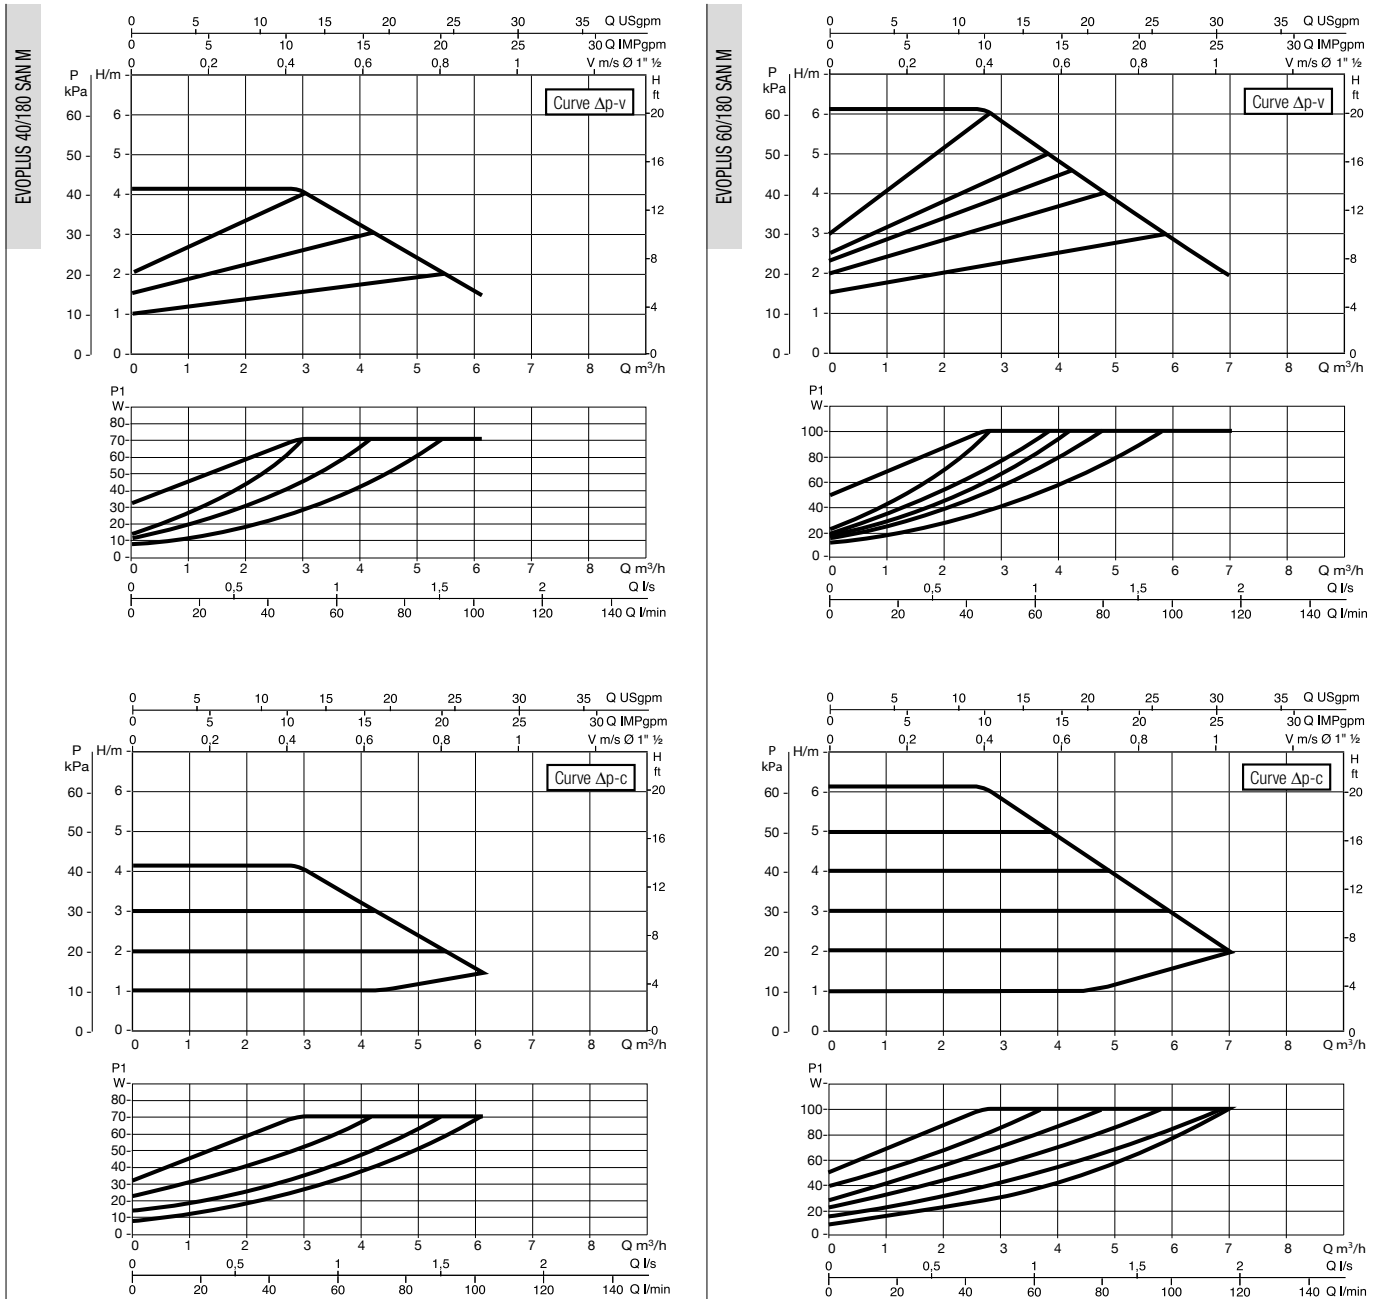 EVOPLUS 40/180 SAN M
0 5 10 15 20 25 30 35 Q USgpm
0 5 10 15 20 25 30 Q IMPgpm
0 0,2 0,4 0,6 0,8 1 V m/s Ø 1" ½
P kPa H/m H ft
Curve Δp-v
60 50 40 30 20 10 0
6 5 4 3 2 1 0
20 16 12 8 4 0
0 1 2 3 4 5 6 7 8 Q m³/h
P1 W
80 70 60 50 40 30 20 10 0
0 1 2 3 4 5 6 7 8 Q m³/h
0 0,5 1 1,5 2 Q l/s
0 20 40 60 80 100 120 140 Q l/min
0 5 10 15 20 25 30 35 Q USgpm
0 5 10 15 20 25 30 Q IMPgpm
0 0,2 0,4 0,6 0,8 1 V m/s Ø 1" ½
P kPa H/m H ft
Curve Δp-c
60 50 40 30 20 10 0
6 5 4 3 2 1 0
20 16 12 8 4 0
0 1 2 3 4 5 6 7 8 Q m³/h
P1 W
80 70 60 50 40 30 20 10 0
0 1 2 3 4 5 6 7 8 Q m³/h
0 0,5 1 1,5 2 Q l/s
0 20 40 60 80 100 120 140 Q l/min
EVOPLUS 60/180 SAN M
0 5 10 15 20 25 30 35 Q USgpm
0 5 10 15 20 25 30 Q IMPgpm
0 0,2 0,4 0,6 0,8 1 V m/s Ø 1" ½
P kPa H/m H ft
Curve Δp-v
60 50 40 30 20 10 0
6 5 4 3 2 1 0
20 16 12 8 4 0
0 1 2 3 4 5 6 7 8 Q m³/h
P1 W
100 80 60 40 20 0
0 1 2 3 4 5 6 7 8 Q m³/h
0 0,5 1 1,5 2 Q l/s
0 20 40 60 80 100 120 140 Q l/min
0 5 10 15 20 25 30 35 Q USgpm
0 5 10 15 20 25 30 Q IMPgpm
0 0,2 0,4 0,6 0,8 1 V m/s Ø 1" ½
P kPa H/m H ft
Curve Δp-c
60 50 40 30 20 10 0
6 5 4 3 2 1 0
20 16 12 8 4 0
0 1 2 3 4 5 6 7 8 Q m³/h
P1 W
100 80 60 40 20 0
0 1 2 3 4 5 6 7 8 Q m³/h
0 0,5 1 1,5 2 Q l/s
0 20 40 60 80 100 120 140 Q l/min